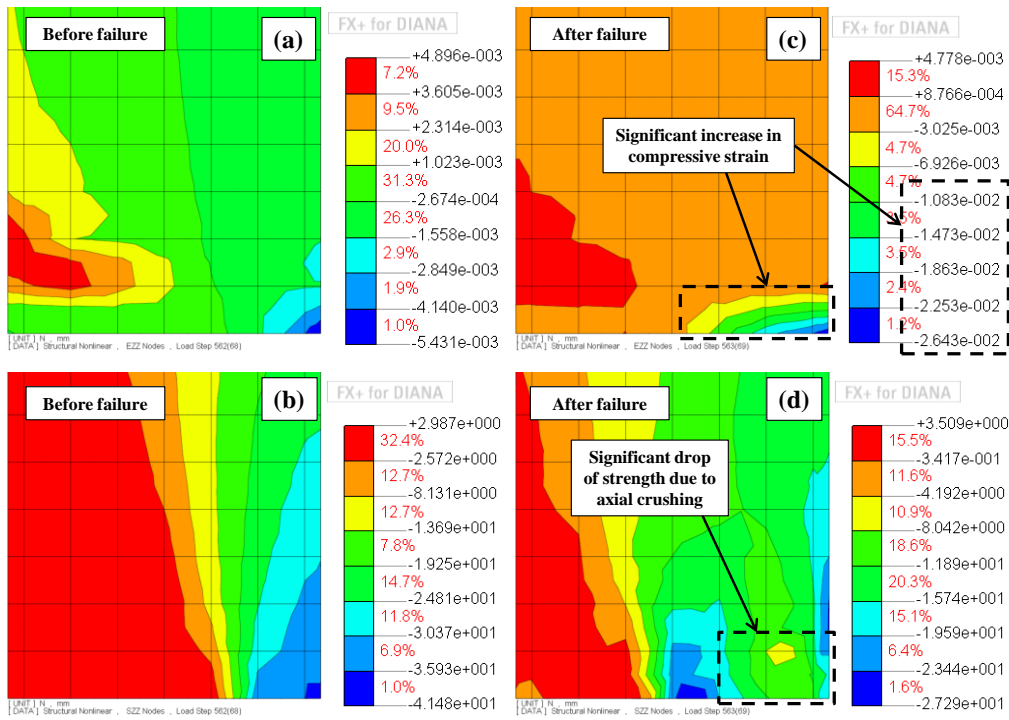 Before failure
(a)
FX+ for DIANA
+4.896e-003
7.2%
+3.605e-003
9.5%
+2.314e-003
20.0%
+1.023e-003
31.3%
-2.674e-004
26.3%
-1.558e-003
2.9%
-2.849e-003
1.9%
-4.140e-003
1.0%
-5.431e-003
[ UNIT ] N , mm
[ DATA ] Structural Nonlinear , EZZ Nodes , Load Step 562(68)
After failure
(c)
FX+ for DIANA
Significant increase in
compressive strain
+4.778e-003
15.3%
+8.766e-004
64.7%
-3.025e-003
4.7%
-6.926e-003
4.7%
-1.083e-002
-1.473e-002
3.5%
-1.863e-002
2.4%
-2.253e-002
1.2%
-2.643e-002
[ UNIT ] N , mm
[ DATA ] Structural Nonlinear , EZZ Nodes , Load Step 563(69)
Before failure
(b)
FX+ for DIANA
+2.987e+000
32.4%
-2.572e+000
12.7%
-8.131e+000
12.7%
-1.369e+001
7.8%
-1.925e+001
14.7%
-2.481e+001
11.8%
-3.037e+001
6.9%
-3.593e+001
1.0%
-4.148e+001
[ UNIT ] N , mm
[ DATA ] Structural Nonlinear , SZZ Nodes , Load Step 562(68)
After failure
(d)
FX+ for DIANA
Significant drop
of strength due to
axial crushing
+3.509e+000
15.5%
-3.417e-001
11.6%
-4.192e+000
10.9%
-8.042e+000
18.6%
-1.189e+001
20.3%
-1.574e+001
15.1%
-1.959e+001
6.4%
-2.344e+001
1.6%
-2.729e+001
[ UNIT ] N , mm
[ DATA ] Structural Nonlinear , SZZ Nodes , Load Step 563(69)